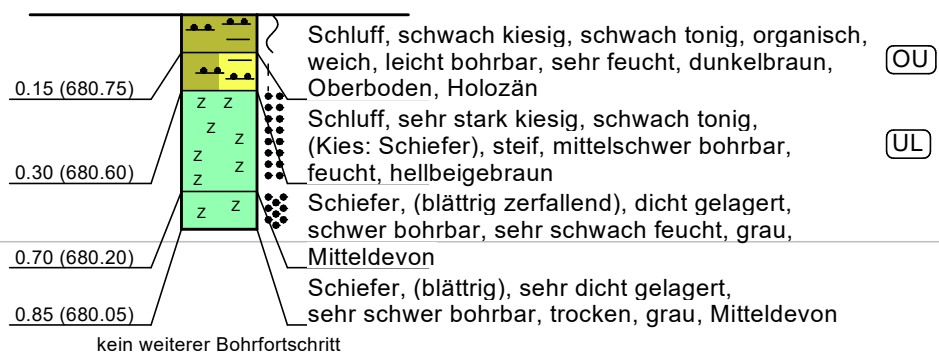 Schluff, schwach kiesig, schwach tonig, organisch,
weich, leicht bohrbar, sehr feucht, dunkelbraun,
Oberboden, Holozän
OU
0.15 (680.75)
Schluff, sehr stark kiesig, schwach tonig,
(Kies: Schiefer), steif, mittelschwer bohrbar,
feucht, hellbeigebraun
UL
0.30 (680.60)
Z Z
Z
Z
Z
Z
Z
Schiefer, (blättrig zerfallend), dicht gelagert,
schwer bohrbar, sehr schwach feucht, grau,
Mitteldevon
0.70 (680.20)
Z Z
Schiefer, (blättrig), sehr dicht gelagert,
sehr schwer bohrbar, trocken, grau, Mitteldevon
0.85 (680.05)
kein weiterer Bohrfortschritt